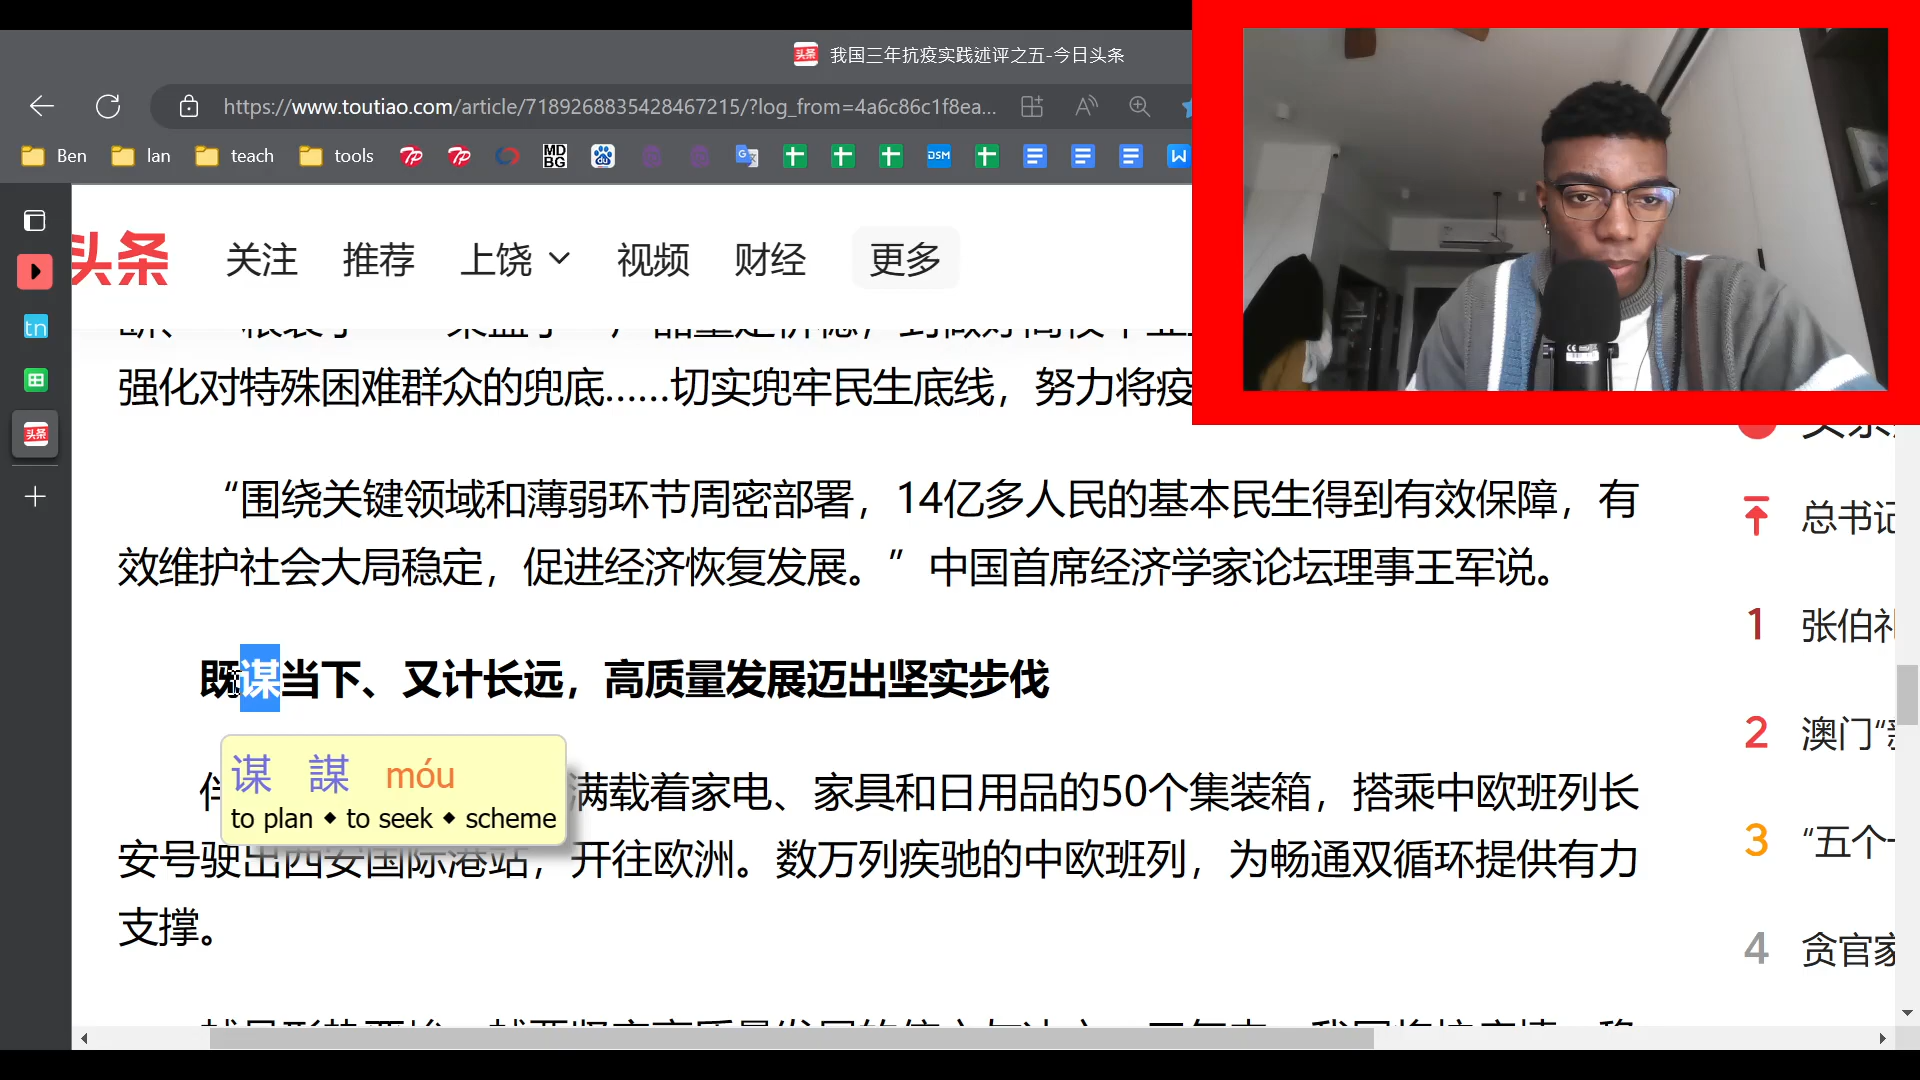 头条 我国三年抗疫实践述评之五-今日头条
https://www.toutiao.com/article/7189268835428467215/?log_from=4a6c86c1f8ea...
Ben lan teach tools MD BG du DSM W
头条 关注 推荐 上饶 视频 财经 更多
tn
头条
强化对特殊困难群众的兜底……切实兜牢民生底线，努力将疫
“围绕关键领域和薄弱环节周密部署，14亿多人民的基本民生得到有效保障，有
效维护社会大局稳定，促进经济恢复发展。”中国首席经济学家论坛理事王军说。
既谋当下、又计长远，高质量发展迈出坚实步伐
谋 謀 móu
to plan ◆ to seek ◆ scheme
满载着家电、家具和日用品的50个集装箱，搭乘中欧班列长
安号驶出西安国际港站，开往欧洲。数万列疾驰的中欧班列，为畅通双循环提供有力
支撑。
总书记
1 张伯礼
2 澳门“新
3 “五个一
4 贪官家